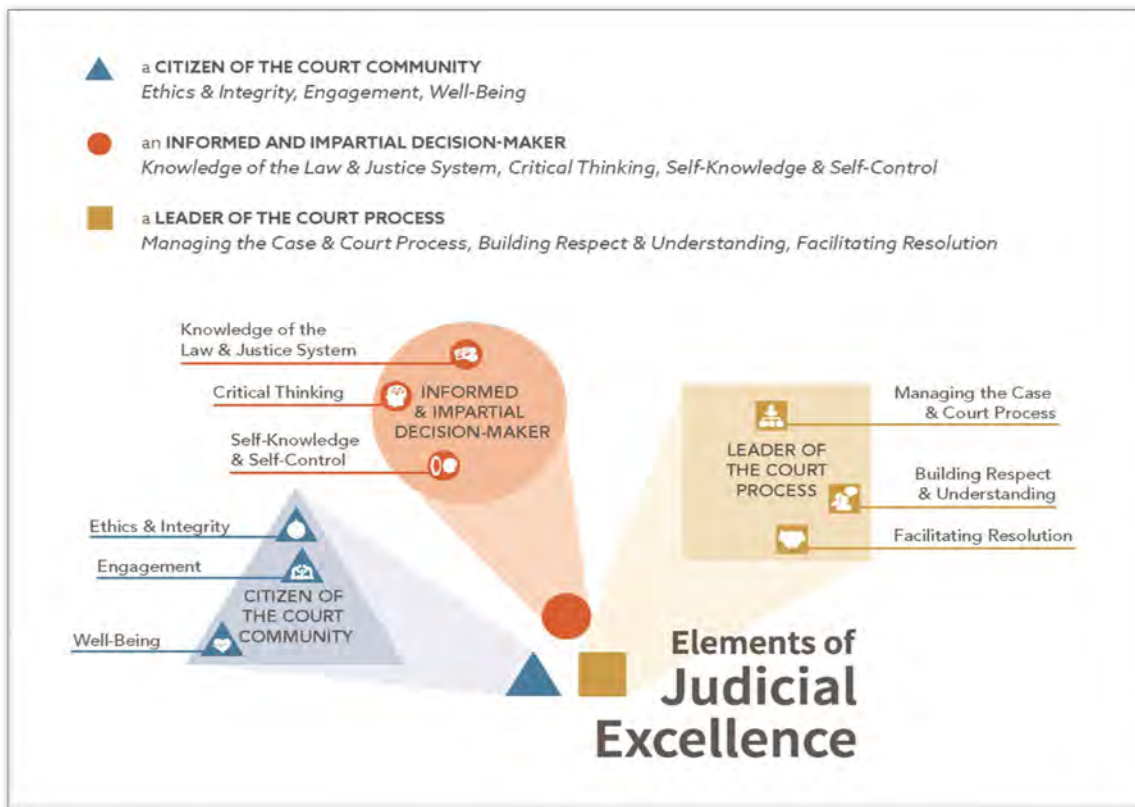 a CITIZEN OF THE COURT COMMUNITY
Ethics & Integrity, Engagement, Well-Being
an INFORMED AND IMPARTIAL DECISION-MAKER
Knowledge of the Law & Justice System, Critical Thinking, Self-Knowledge & Self-Control
a LEADER OF THE COURT PROCESS
Managing the Case & Court Process, Building Respect & Understanding, Facilitating Resolution
Knowledge of the
Law & Justice System
Critical Thinking
Self-Knowledge
& Self-Control
INFORMED
& IMPARTIAL
DECISION-MAKER
Ethics & Integrity
Engagement
Well-Being
CITIZEN OF
THE COURT
COMMUNITY
LEADER OF
THE COURT
PROCESS
Managing the Case
& Court Process
Building Respect
& Understanding
Facilitating Resolution
Elements of
Judicial
Excellence